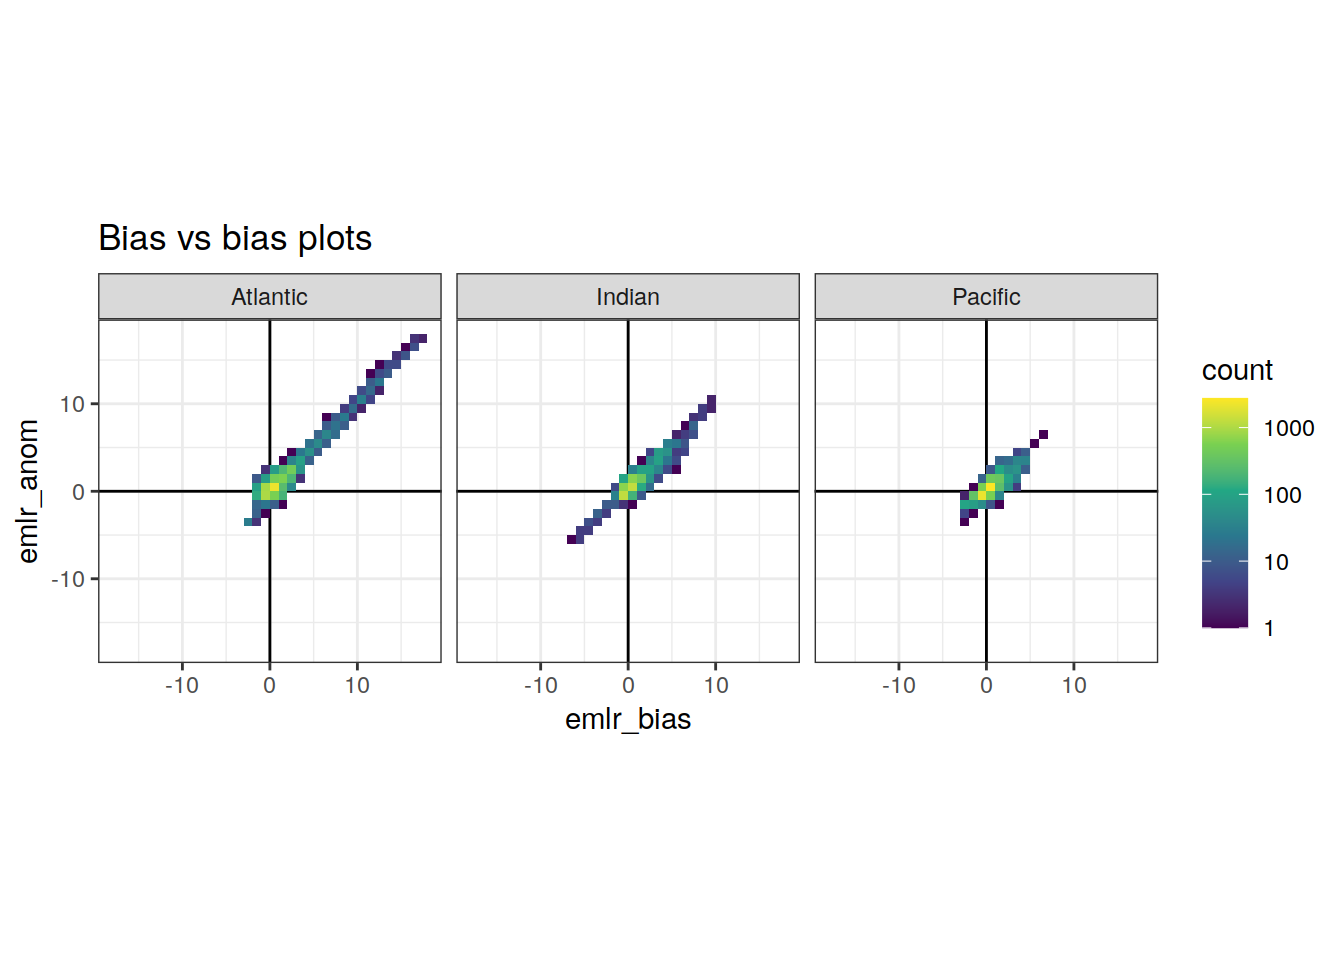 Bias vs bias plots
Atlantic Indian Pacific
emlr_anom
10
0
-10
-10 0 10 -10 0 10 -10 0 10
emlr_bias
count
1000
100
10
1